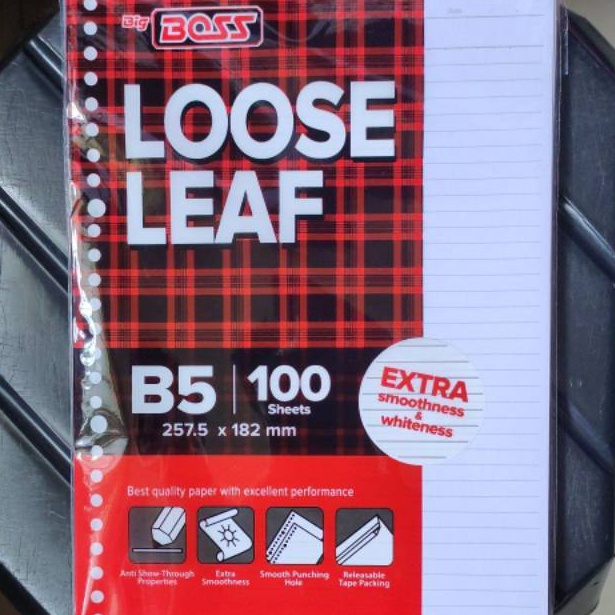 Big BOSS
LOOSE
LEAF
B5 | 100
Sheets
257.5 x 182 mm
EXTRA
smoothness
&
whiteness
Best quality paper with excellent performance
Anti Show-Through
Properties
Extra
Smoothness
Smooth Punching
Hole
Releasable
Tape Packing